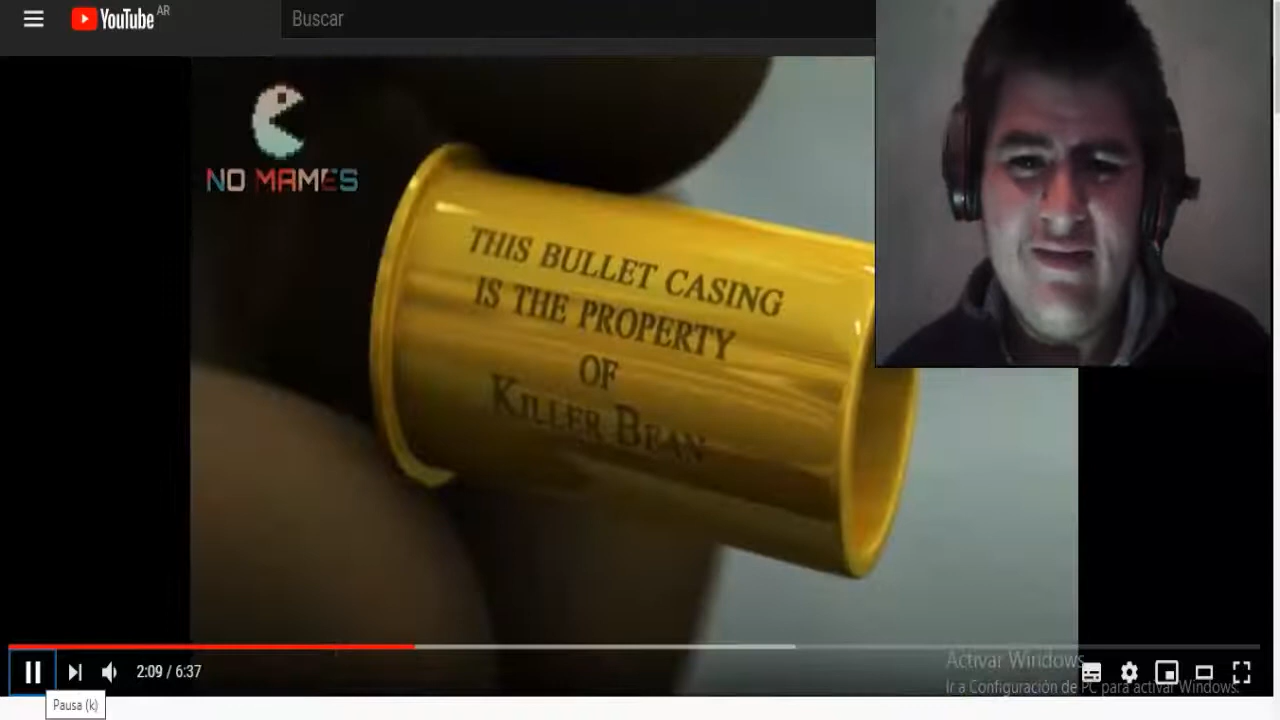 YouTube AR
Buscar
NO MAMES
THIS BULLET CASING
IS THE PROPERTY
OF
KILLER BEAN
2:09 / 6:37
Activar Windows
Ir a Configuración de PC para activar Windows.
Pausa (k)